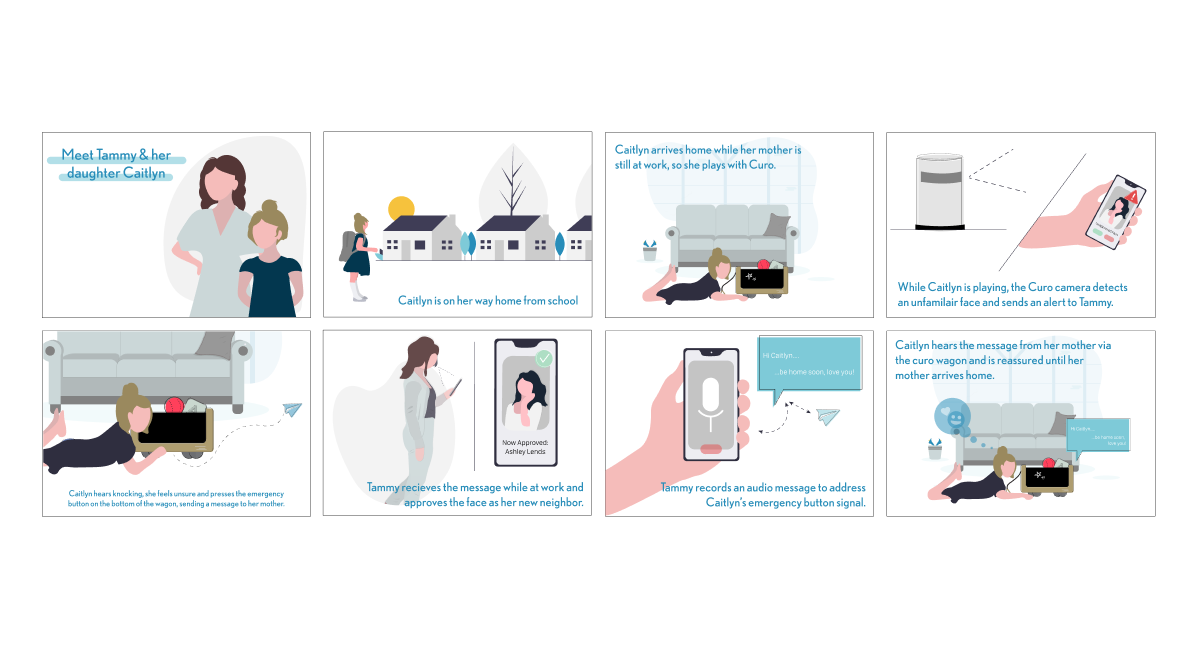 Meet Tammy & her
daughter Caitlyn
Caitlyn is on her way home from school
Caitlyn arrives home while her mother is
still at work, so she plays with Curo.
While Caitlyn is playing, the Curo camera detects
an unfamilair face and sends an alert to Tammy.
Caitlyn hears knocking, she feels unsure and presses the emergency
button on the bottom of the wagon, sending a message to her mother.
Now Approved:
Ashley Lends
Tammy recieves the message while at work and
approves the face as her new neighbor.
Hi Caitlyn...
...be home soon, love you!
Tammy records an audio message to address
Caitlyn's emergency button signal.
Caitlyn hears the message from her mother via
the curo wagon and is reassured until her
mother arrives home.
Hi Caitlyn...
...be home soon,
love you!